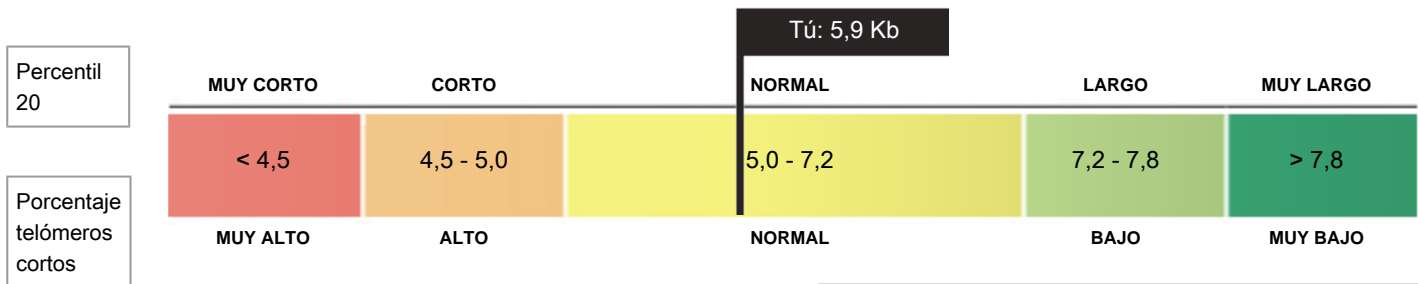 Tú: 5,9 Kb
Percentil
20
MUY CORTO CORTO NORMAL LARGO MUY LARGO
< 4,5 4,5 - 5,0 5,0 - 7,2 7,2 - 7,8 > 7,8
Porcentaje
telómeros
cortos
MUY ALTO ALTO NORMAL BAJO MUY BAJO